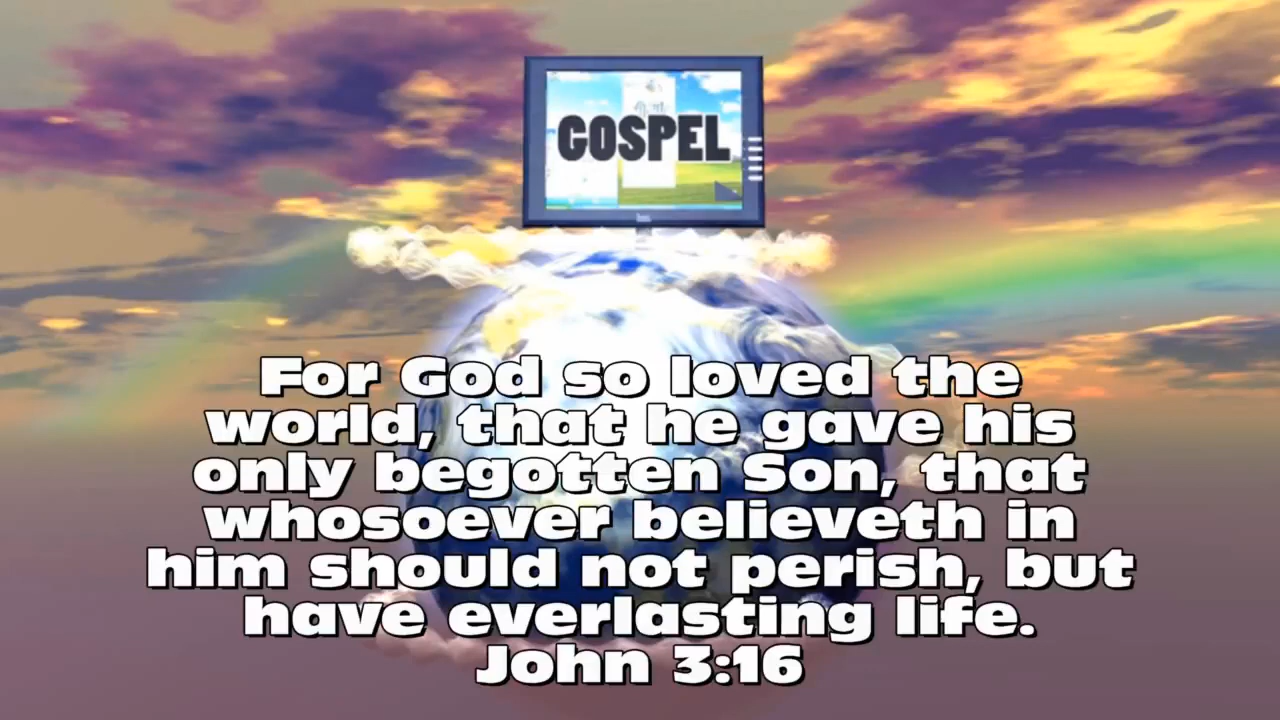 GOSPEL
For God so loved the
world, that he gave his
only begotten Son, that
whosoever believeth in
him should not perish, but
have everlasting life.
John 3:16